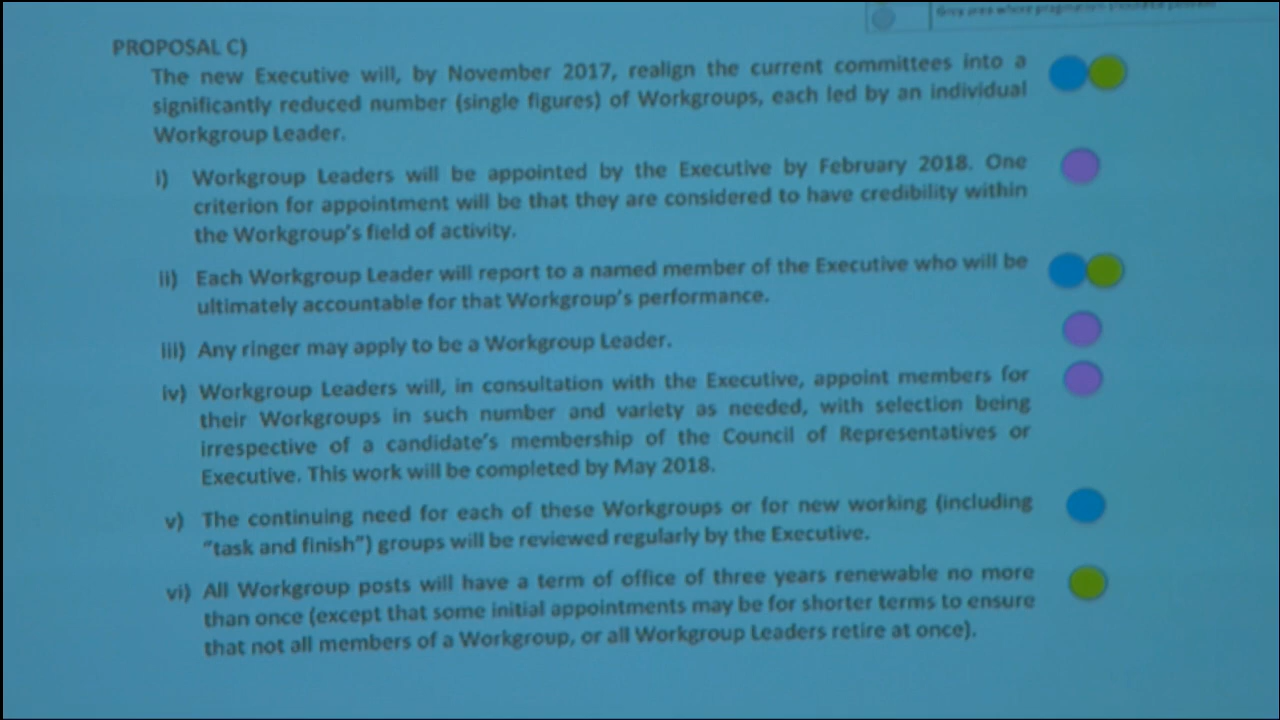 Grey area where pragmatism
PROPOSAL C)
The new Executive will, by November 2017, realign the current committees into a
significantly reduced number (single figures) of Workgroups, each led by an individual
Workgroup Leader.
i) Workgroup Leaders will be appointed by the Executive by February 2018. One
criterion for appointment will be that they are considered to have credibility within
the Workgroup's field of activity.
ii) Each Workgroup Leader will report to a named member of the Executive who will be
ultimately accountable for that Workgroup's performance.
iii) Any ringer may apply to be a Workgroup Leader.
iv) Workgroup Leaders will, in consultation with the Executive, appoint members for
their Workgroups in such number and variety as needed, with selection being
irrespective of a candidate's membership of the Council of Representatives or
Executive. This work will be completed by May 2018.
v) The continuing need for each of these Workgroups or for new working (including
"task and finish") groups will be reviewed regularly by the Executive.
vi) All Workgroup posts will have a term of office of three years renewable no more
than once (except that some initial appointments may be for shorter terms to ensure
that not all members of a Workgroup, or all Workgroup Leaders retire at once).